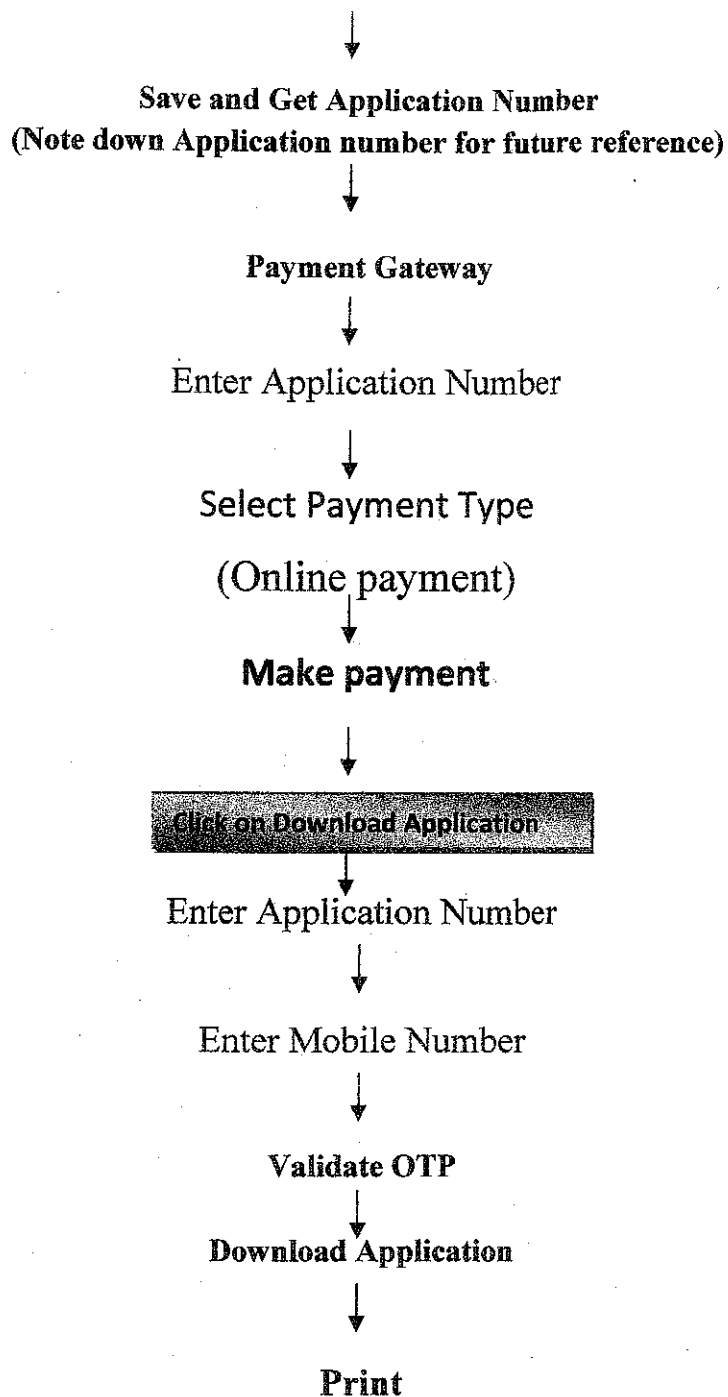 Save and Get Application Number
(Note down Application number for future reference)
Payment Gateway
Enter Application Number
Select Payment Type
(Online payment)
Make payment
Click on Download Application
Enter Application Number
Enter Mobile Number
Validate OTP
Download Application
Print